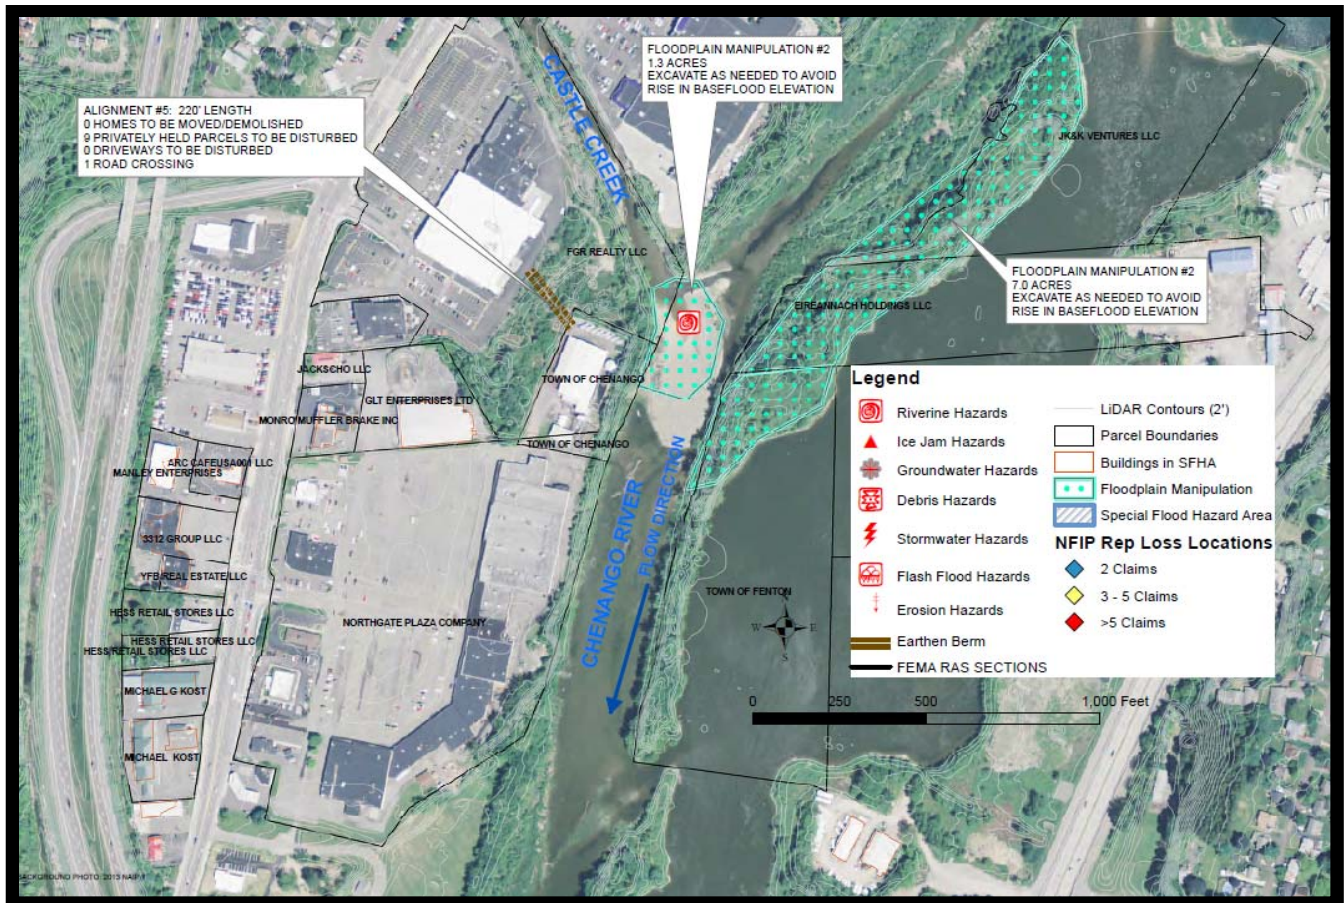 FLOODPLAIN MANIPULATION #2
1.3 ACRES
EXCAVATE AS NEEDED TO AVOID
RISE IN BASEFLOOD ELEVATION
CASTLE CREEK
ALIGNMENT #5: 220' LENGTH
0 HOMES TO BE MOVED/DEMOLISHED
9 PRIVATELY HELD PARCELS TO BE DISTURBED
0 DRIVEWAYS TO BE DISTURBED
1 ROAD CROSSING
JK&K VENTURES LLC
FGR REALTY LLC
FLOODPLAIN MANIPULATION #2
7.0 ACRES
EXCAVATE AS NEEDED TO AVOID
RISE IN BASEFLOOD ELEVATION
EIREANNACH HOLDINGS LLC
JACKSCHO LLC
TOWN OF CHENANGO
GLT ENTERPRISES LTD
MONRO MUFFLER BRAKE INC
TOWN OF CHENANGO
ARC CAFEUSA001 LLC
MANLEY ENTERPRISES
3312 GROUP LLC
YFB REAL ESTATE LLC
HESS RETAIL STORES LLC
HESS RETAIL STORES LLC
HESS RETAIL STORES LLC
NORTHGATE PLAZA COMPANY
MICHAEL G KOST
MICHAEL KOST
CHENANGO RIVER
FLOW DIRECTION
TOWN OF FENTON
Legend
Riverine Hazards
Ice Jam Hazards
Groundwater Hazards
Debris Hazards
Stormwater Hazards
Flash Flood Hazards
Erosion Hazards
Earthen Berm
FEMA RAS SECTIONS
LiDAR Contours (2')
Parcel Boundaries
Buildings in SFHA
Floodplain Manipulation
Special Flood Hazard Area
NFIP Rep Loss Locations
2 Claims
3 - 5 Claims
>5 Claims
N
W E
S
0 250 500 1,000 Feet
BACKGROUND PHOTO: 2013 NAIP